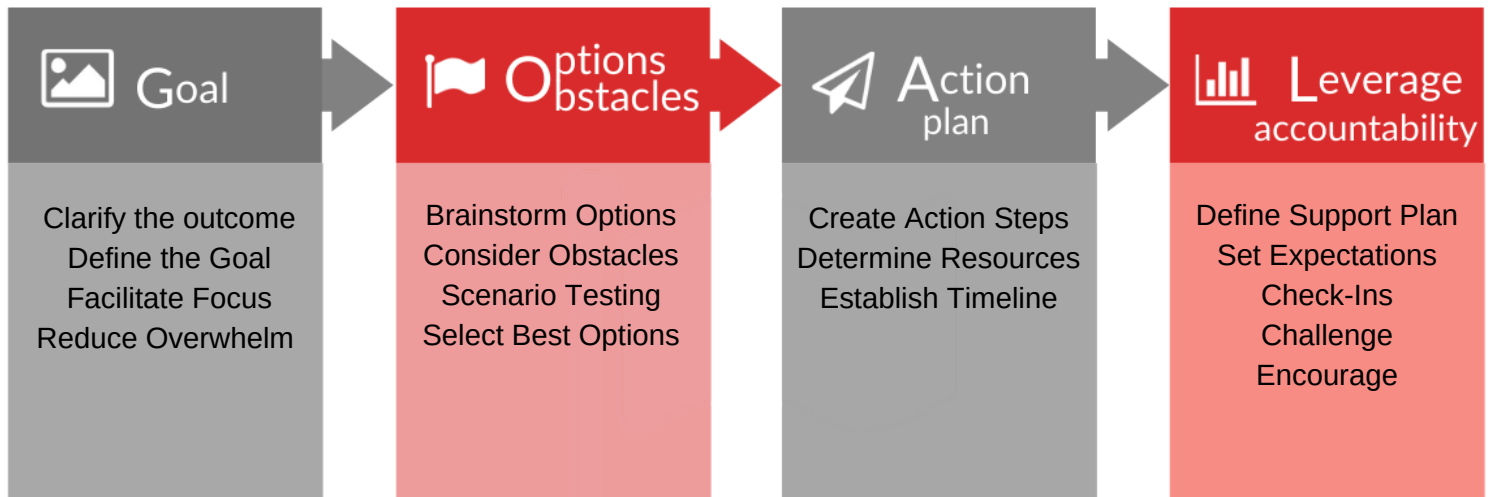 Goal
Clarify the outcome
Define the Goal
Facilitate Focus
Reduce Overwhelm
Options
Obstacles
Brainstorm Options
Consider Obstacles
Scenario Testing
Select Best Options
Action
plan
Create Action Steps
Determine Resources
Establish Timeline
Leverage
accountability
Define Support Plan
Set Expectations
Check-Ins
Challenge
Encourage